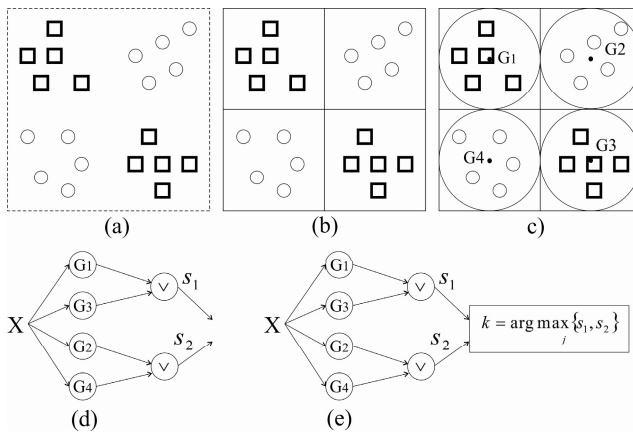 G1
G2
G4
G3
(a)
(b)
c)
G1
G3
G2
G4
X
∨
∨
s1
s2
(d)
G1
G3
G2
G4
X
∨
∨
s1
s2
k = arg max {s1, s2}
j
(e)